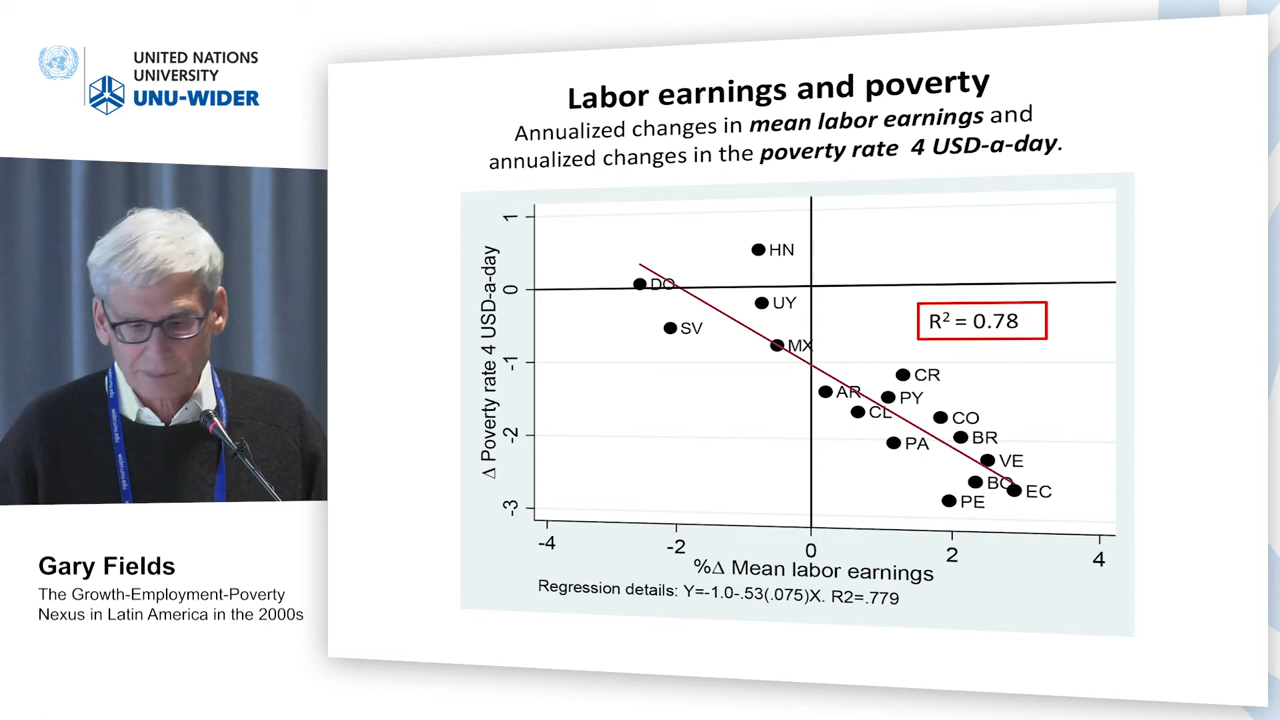 UNITED NATIONS
UNIVERSITY
UNU-WIDER
Gary Fields
The Growth-Employment-Poverty
Nexus in Latin America in the 2000s
Labor earnings and poverty
Annualized changes in mean labor earnings and
annualized changes in the poverty rate 4 USD-a-day.
Δ Poverty rate 4 USD-a-day
1
0
-1
-2
-3
HN
DO
UY
SV
MX
R² = 0.78
CR
AR
PY
CL
CO
BR
PA
VE
BO
EC
PE
-4
-2
0
2
4
%Δ Mean labor earnings
Regression details: Y=-1.0-.53(.075)X. R2=.779